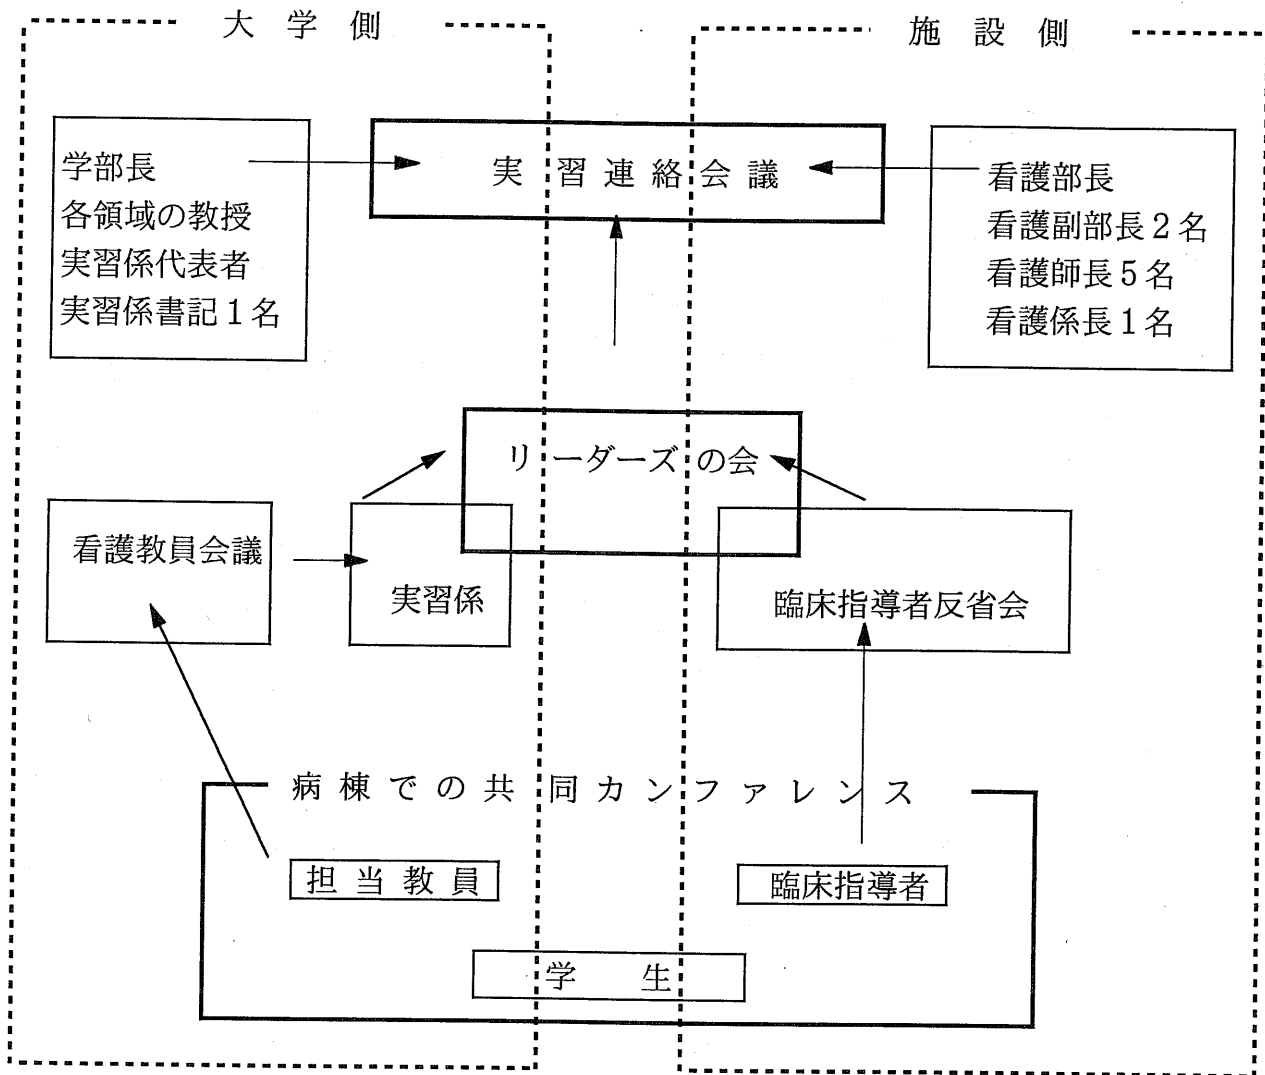 大学側
施設側
学部長
各領域の教授
実習係代表者
実習係書記1名
実習連絡会議
看護部長
看護副部長2名
看護師長5名
看護係長1名
リーダーズの会
看護教員会議
実習係
臨床指導者反省会
病棟での共同カンファレンス
担当教員
臨床指導者
学生